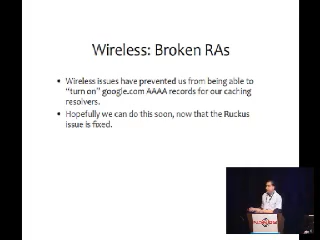 Wireless: Broken RAs
• Wireless issues have prevented us from being able to
"turn on" google.com AAAA records for our caching
resolvers.
• Hopefully we can do this soon, now that the Ruckus
issue is fixed.